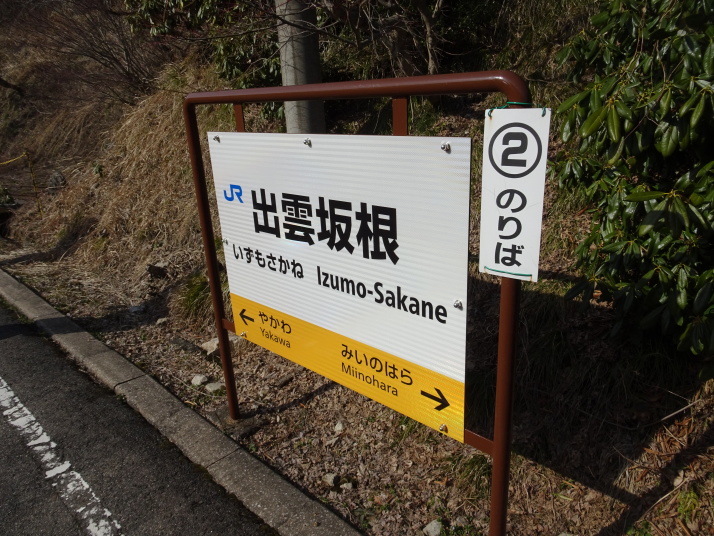 JR 出雲坂根
いずもさかね Izumo-Sakane
← やかわ
Yakawa
みいのはら
Miinohara →
②のりば